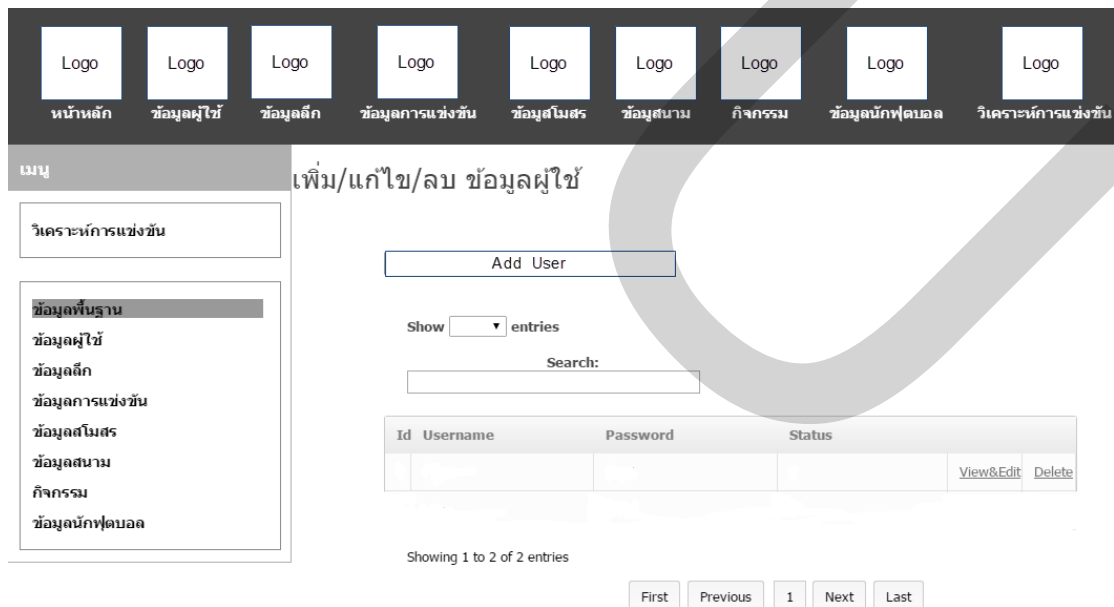 Logo Logo Logo Logo Logo Logo Logo Logo Logo
หน้าหลัก ข้อมูลผู้ใช้ ข้อมูลลีก ข้อมูลการแข่งขัน ข้อมูลสโมสร ข้อมูสนาม กิจกรรม ข้อมูลนักฟุตบอล วิเคราะห์การแข่งขัน
เมนู
เพิ่ม/แก้ไข/ลบ ข้อมูลผู้ใช้
วิเคราะห์การแข่งขัน
Add User
ข้อมูลพื้นฐาน
ข้อมูลผู้ใช้
ข้อมูลลีก
ข้อมูลการแข่งขัน
ข้อมูลสโมสร
ข้อมูลสนาม
กิจกรรม
ข้อมูลนักฟุตบอล
Show entries
Search:
Id Username Password Status
View&Edit Delete
Showing 1 to 2 of 2 entries
First Previous 1 Next Last